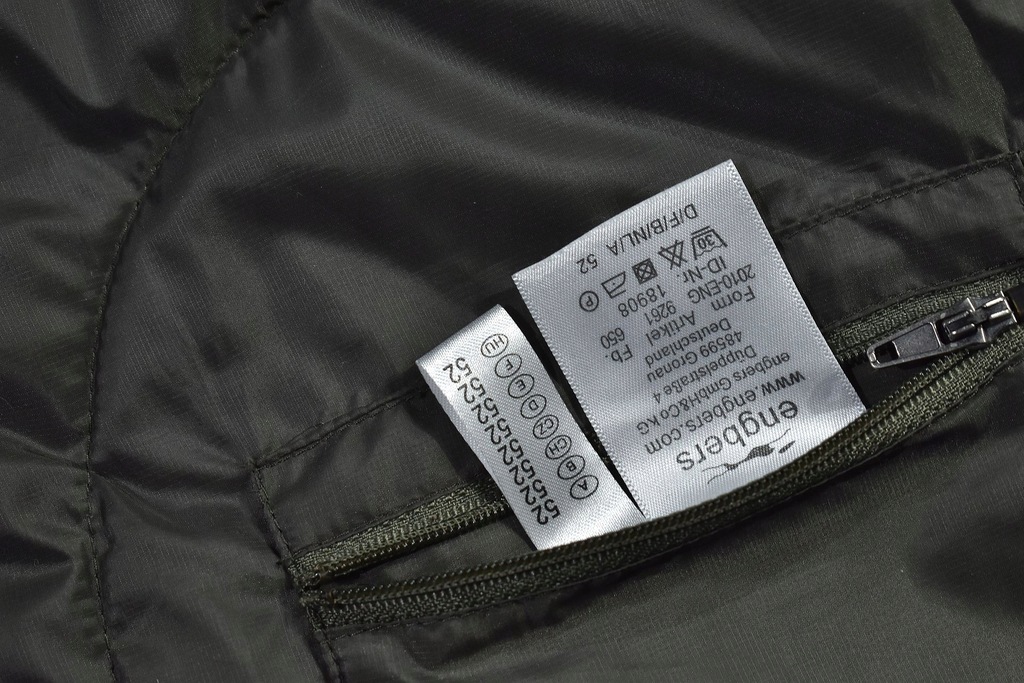 engbers
www.engbers.com
engbers GmbH&Co KG
Düppelstraße 4
48599 Gronau
Deutschland
Form Artikel Fb.
2010-ENG 9261 650
ID-Nr. 18908
30
P
D/F/B/NL/A 52
A 52
B 52
CH 52
CZ 52
D 52
E 52
F 52
HU 52